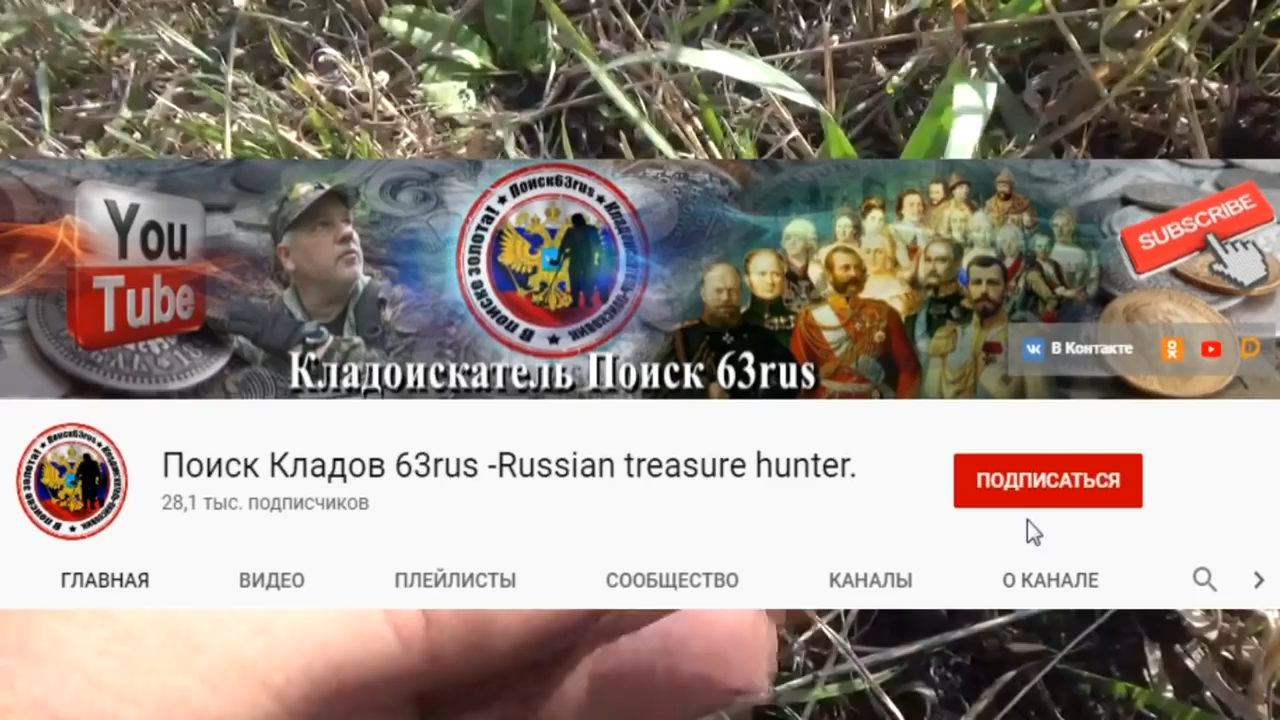 You
Tube
Поиск63rus
В поиске золота!
SUBSCRIBE
В Контакте
Кладоискатель Поиск 63rus
Поиск Кладов 63rus -Russian treasure hunter.
28,1 тыс. подписчиков
ПОДПИСАТЬСЯ
ГЛАВНАЯ ВИДЕО ПЛЕЙЛИСТЫ СООБЩЕСТВО КАНАЛЫ О КАНАЛЕ